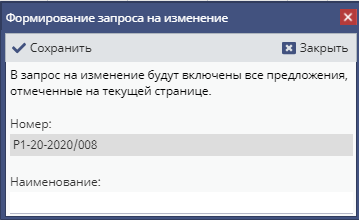 Формирование запроса на изменение
Сохранить Закрыть
В запрос на изменение будут включены все предложения,
отмеченные на текущей странице.
Номер:
Р1-20-2020/008
Наименование: